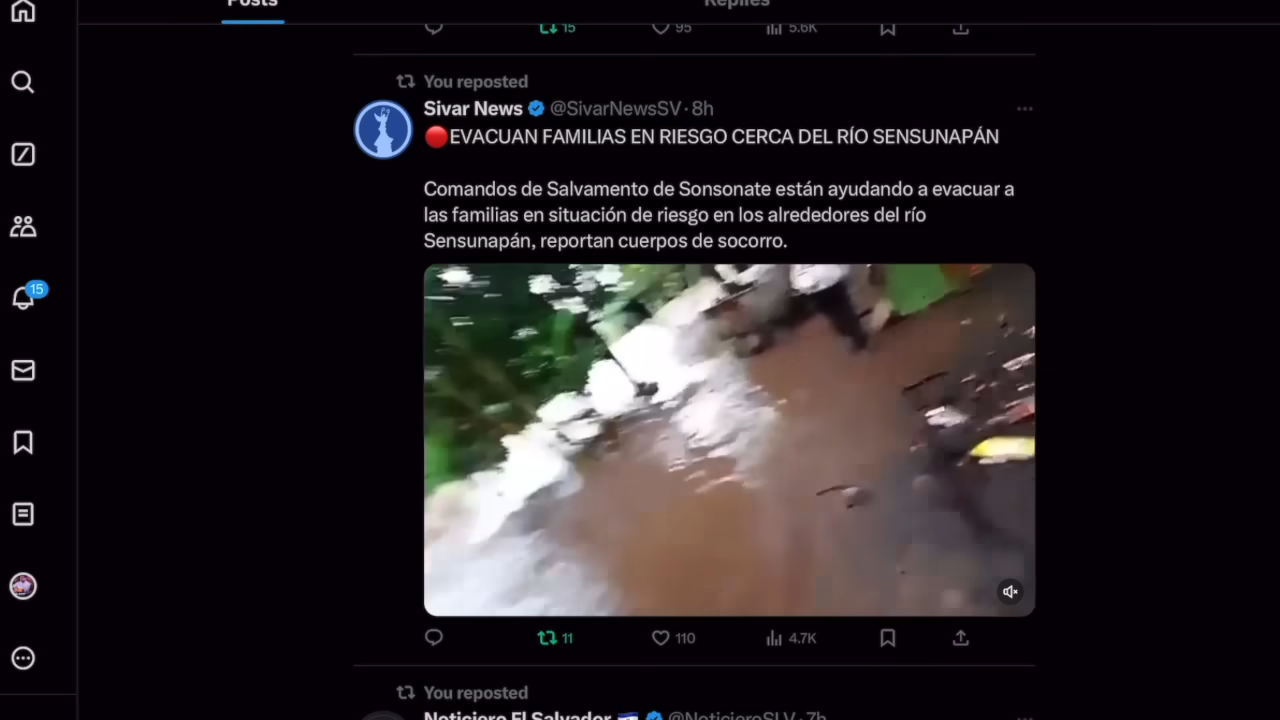 Posts
Replies
15
95
5.6K
You reposted
Sivar News @SivarNewsSV · 8h
🔴EVACUAN FAMILIAS EN RIESGO CERCA DEL RÍO SENSUNAPÁN
Comandos de Salvamento de Sonsonate están ayudando a evacuar a
las familias en situación de riesgo en los alrededores del río
Sensunapán, reportan cuerpos de socorro.
15
11
110
4.7K
You reposted
Noticiero El Salvador 🇸🇻 @NoticieroSLV · 7h